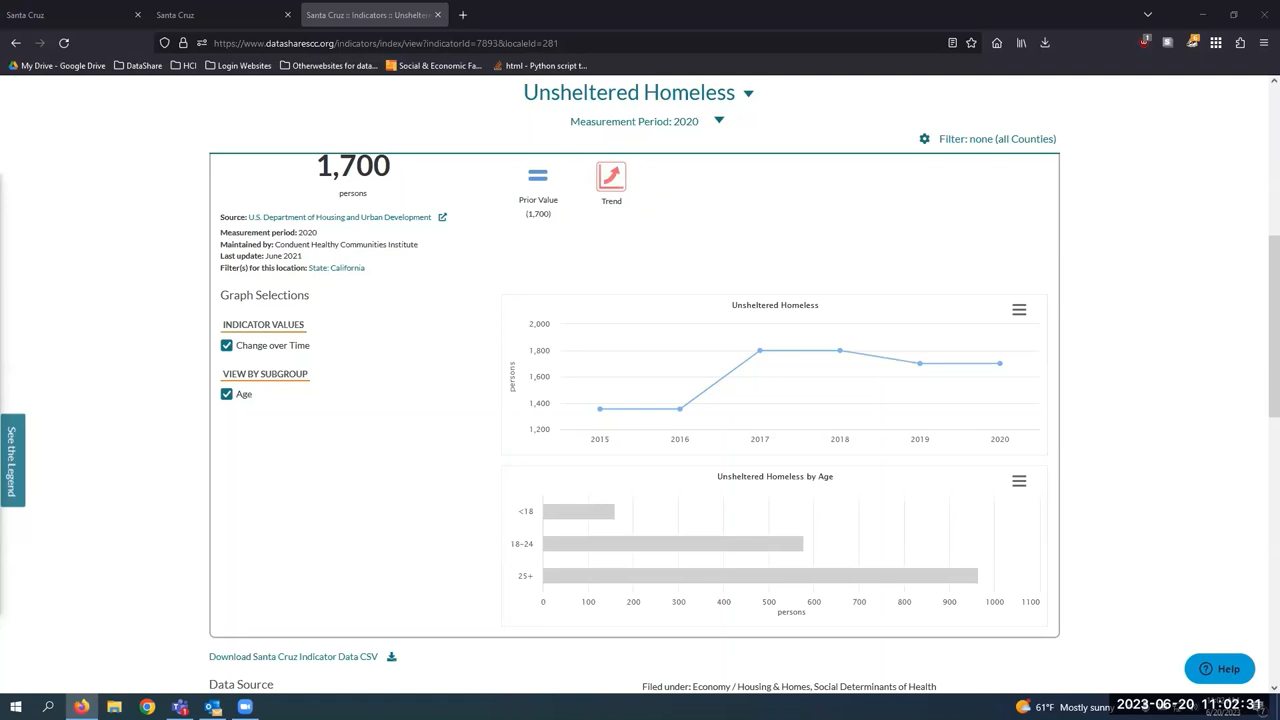 Santa Cruz
Santa Cruz
Santa Cruz :: Indicators :: Unshelter
https://www.datasharescc.org/indicators/index/view?indicatorId=7893&localeId=281
My Drive - Google Drive
DataShare
HCI
Login Websites
Otherwebsites for data...
Social & Economic Fa...
html - Python script t...
Unsheltered Homeless
Measurement Period: 2020
Filter: none (all Counties)
1,700
persons
Prior Value
(1,700)
Trend
Source: U.S. Department of Housing and Urban Development
Measurement period: 2020
Maintained by: Conduent Healthy Communities Institute
Last update: June 2021
Filter(s) for this location: State: California
Graph Selections
INDICATOR VALUES
Change over Time
VIEW BY SUBGROUP
Age
See the Legend
Unsheltered Homeless
persons
2,000
1,800
1,600
1,400
1,200
2015 2016 2017 2018 2019 2020
Unsheltered Homeless by Age
<18
18-24
25+
0 100 200 300 400 500 600 700 800 900 1000 1100
persons
Download Santa Cruz Indicator Data CSV
Data Source
Filed under: Economy / Housing & Homes, Social Determinants of Health
Help
61°F Mostly sunny
2023-06-20 11:02:31